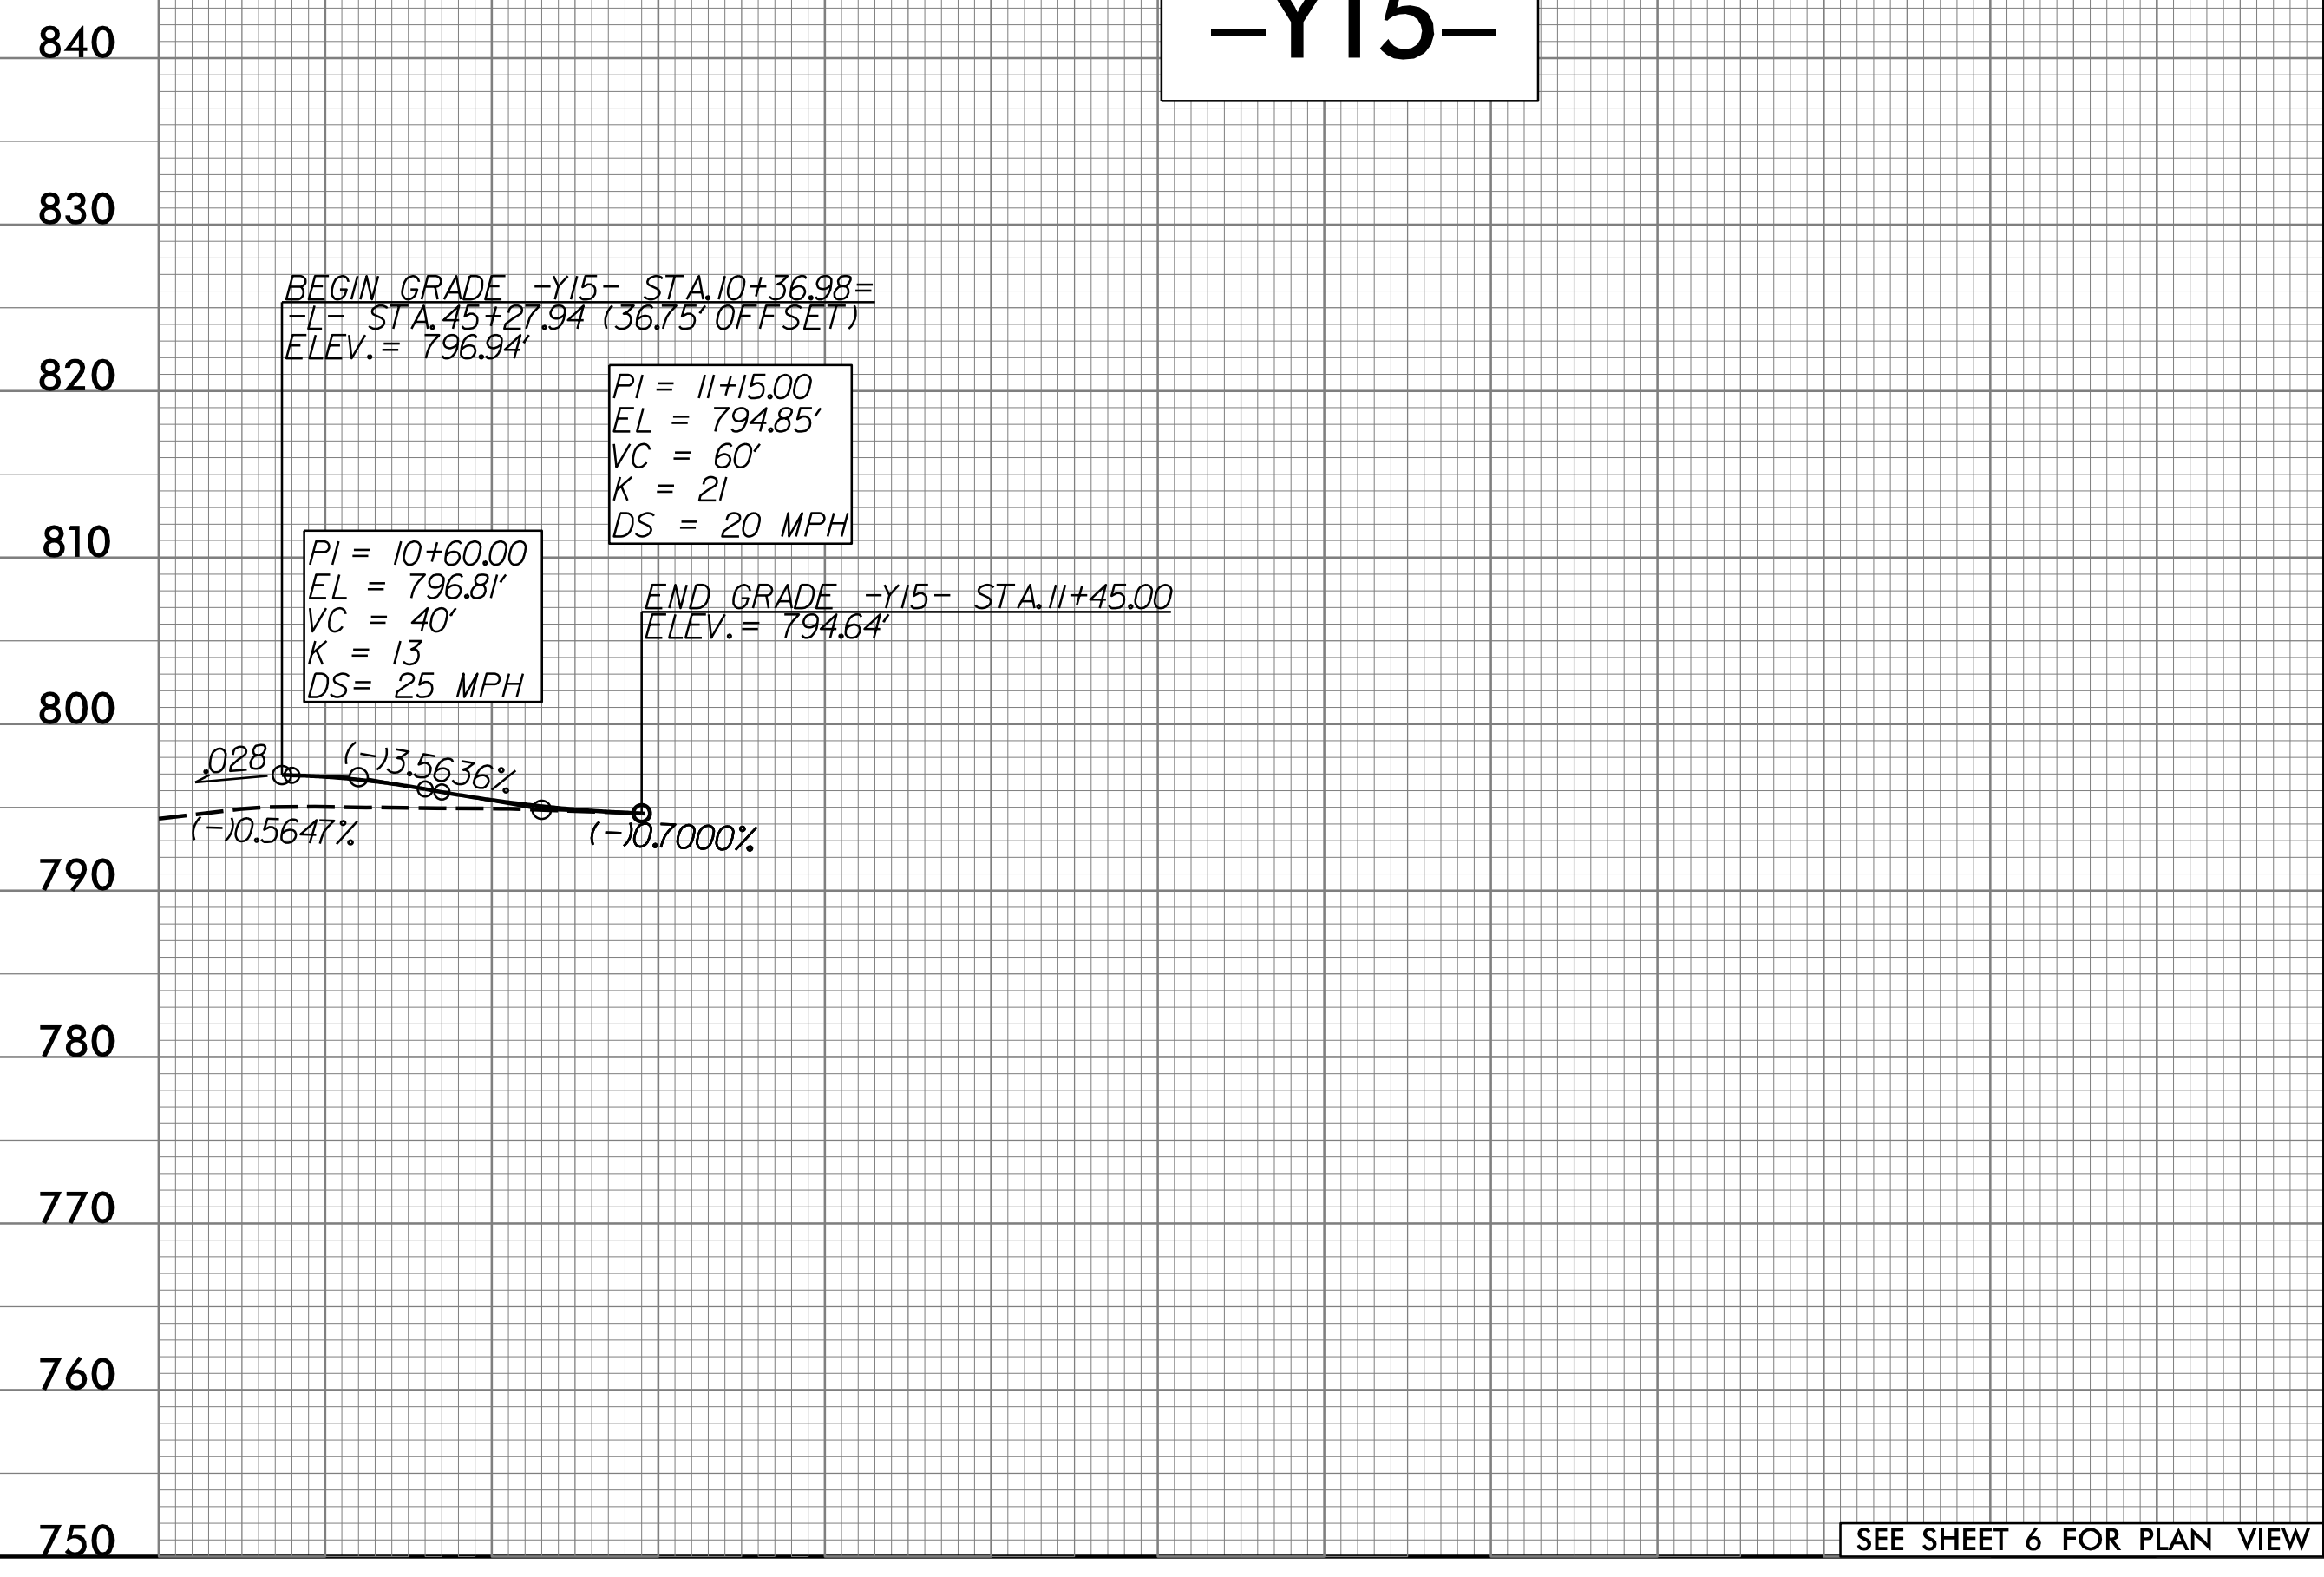 –Y15–
840
830
820
810
800
790
780
770
760
750
BEGIN GRADE -Y15- STA. 10+36.98=
-L- STA. 45+27.94 (36.75' OFFSET)
ELEV. = 796.94'
PI = 11+15.00
EL = 794.85'
VC = 60'
K = 21
DS = 20 MPH
PI = 10+60.00
EL = 796.81'
VC = 40'
K = 13
DS= 25 MPH
END GRADE -Y15- STA. 11+45.00
ELEV. = 794.64'
.028
(-)3.5636%
(-)0.5647%
(-)0.7000%
SEE SHEET 6 FOR PLAN VIEW